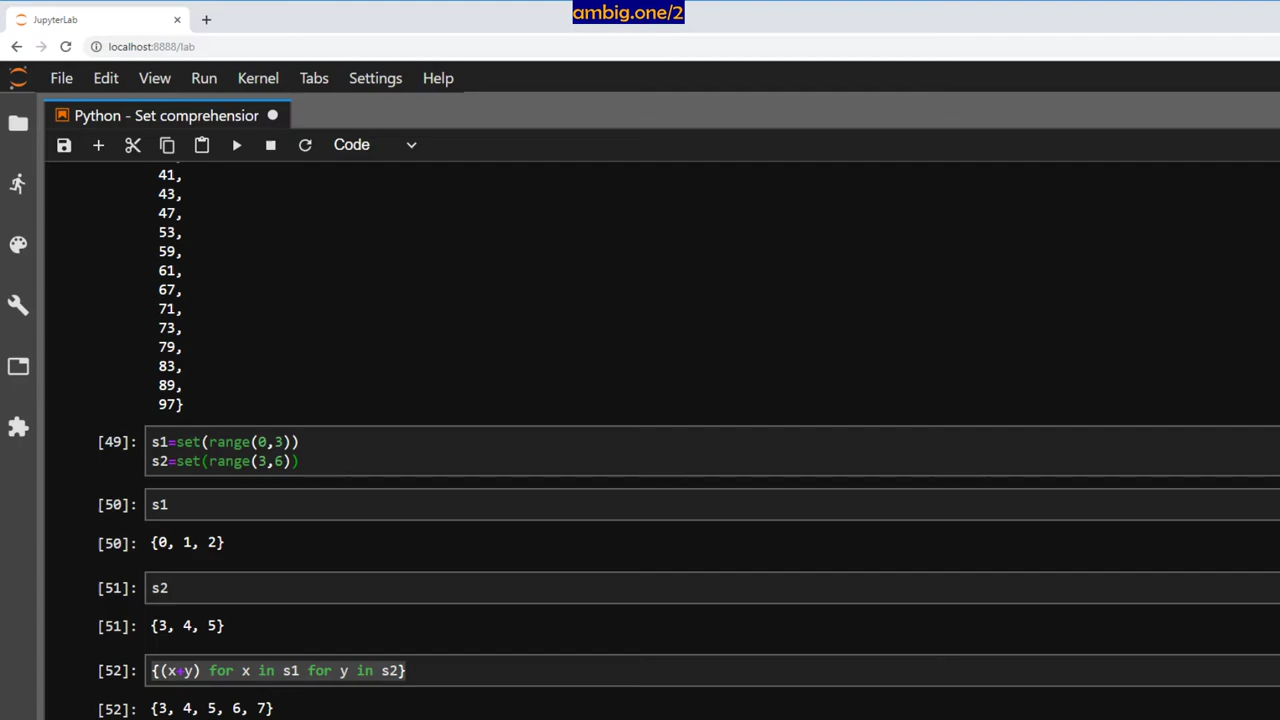 ambig.one/2
JupyterLab
localhost:8888/lab
File Edit View Run Kernel Tabs Settings Help
Python - Set comprehension
Code
41,
43,
47,
53,
59,
61,
67,
71,
73,
79,
83,
89,
97}
[49]: s1=set(range(0,3))
s2=set(range(3,6))
[50]: s1
[50]: {0, 1, 2}
[51]: s2
[51]: {3, 4, 5}
[52]: {(x+y) for x in s1 for y in s2}
[52]: {3, 4, 5, 6, 7}